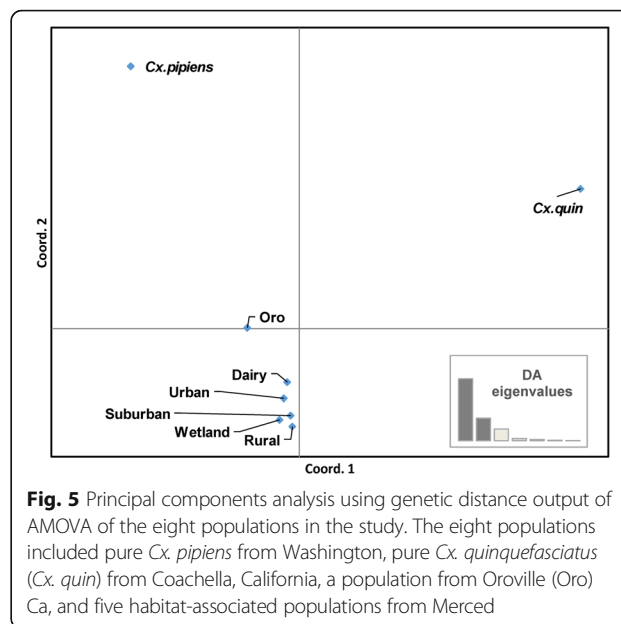 Cx.pipiens
Cx.quin
Coord. 2
Oro
Dairy
Urban
Suburban
Wetland
Rural
DA
eigenvalues
Coord. 1
Fig. 5 Principal components analysis using genetic distance output of
AMOVA of the eight populations in the study. The eight populations
included pure Cx. pipiens from Washington, pure Cx. quinquefasciatus
(Cx. quin) from Coachella, California, a population from Oroville (Oro)
Ca, and five habitat-associated populations from Merced